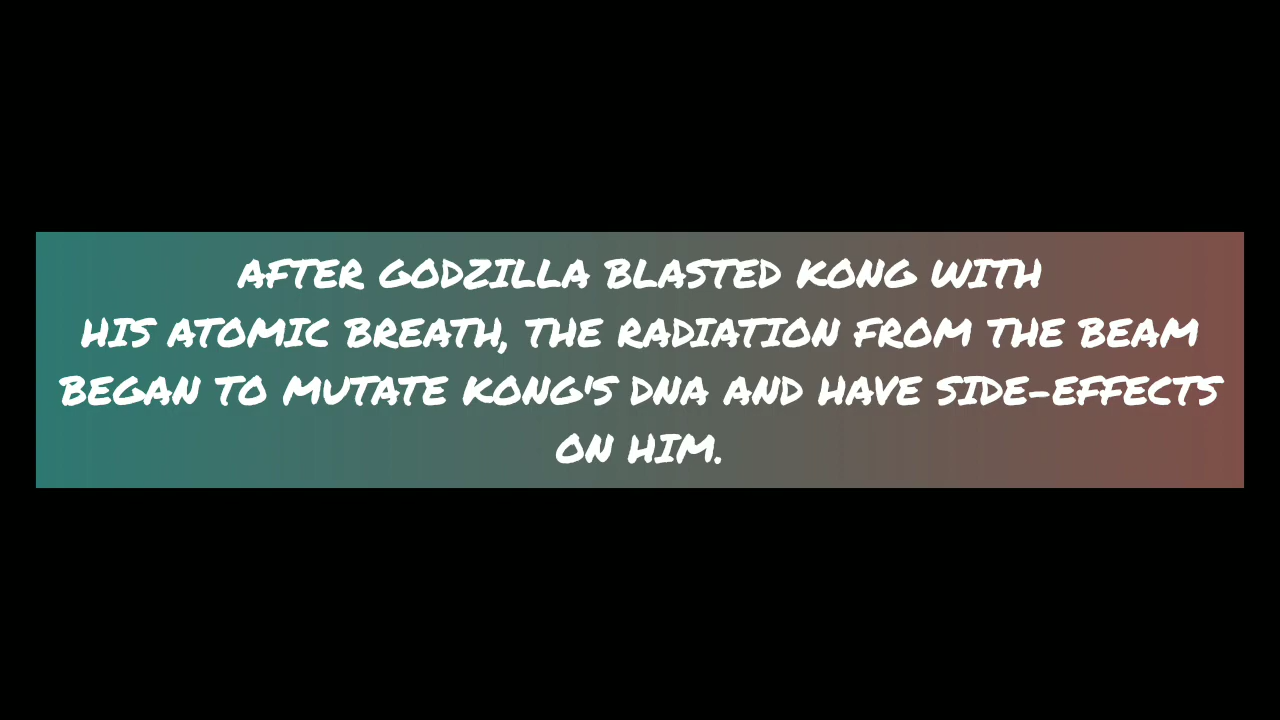 AFTER GODZILLA BLASTED KONG WITH
HIS ATOMIC BREATH, THE RADIATION FROM THE BEAM
BEGAN TO MUTATE KONG'S DNA AND HAVE SIDE-EFFECTS
ON HIM.